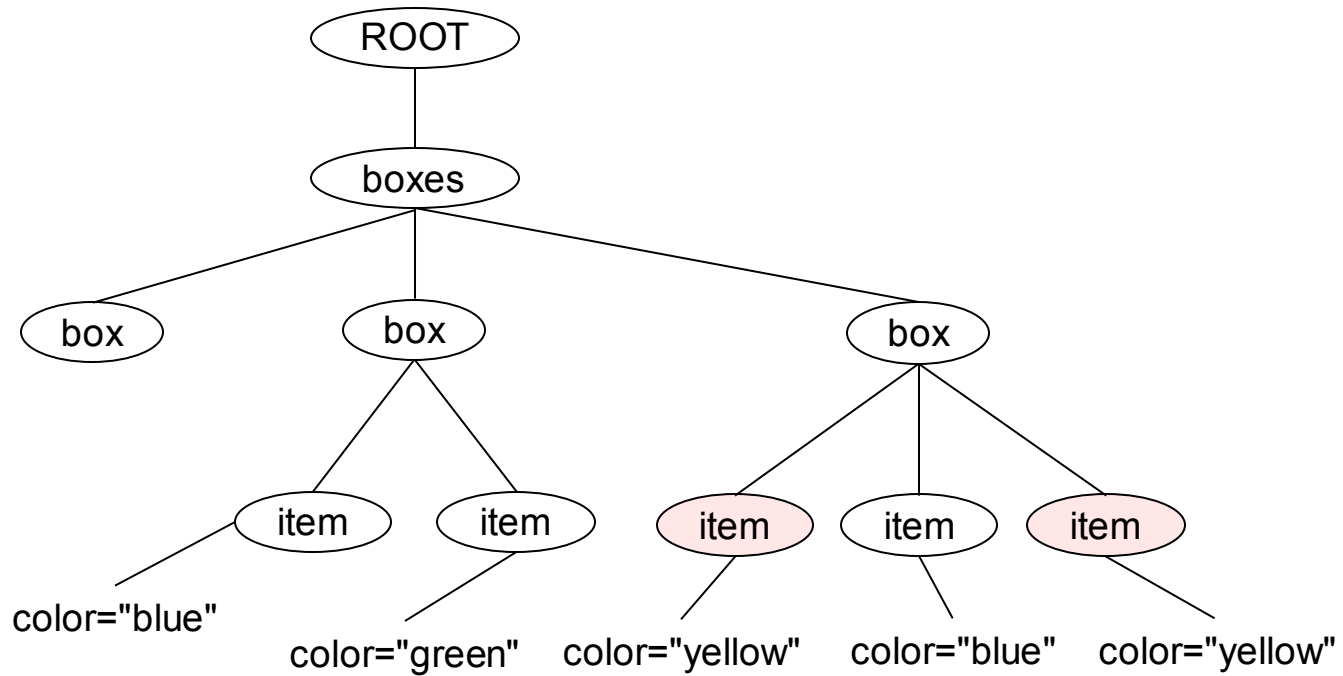 ROOT
boxes
box
box
box
item
item
item
item
item
color="blue"
color="green"
color="yellow"
color="blue"
color="yellow"